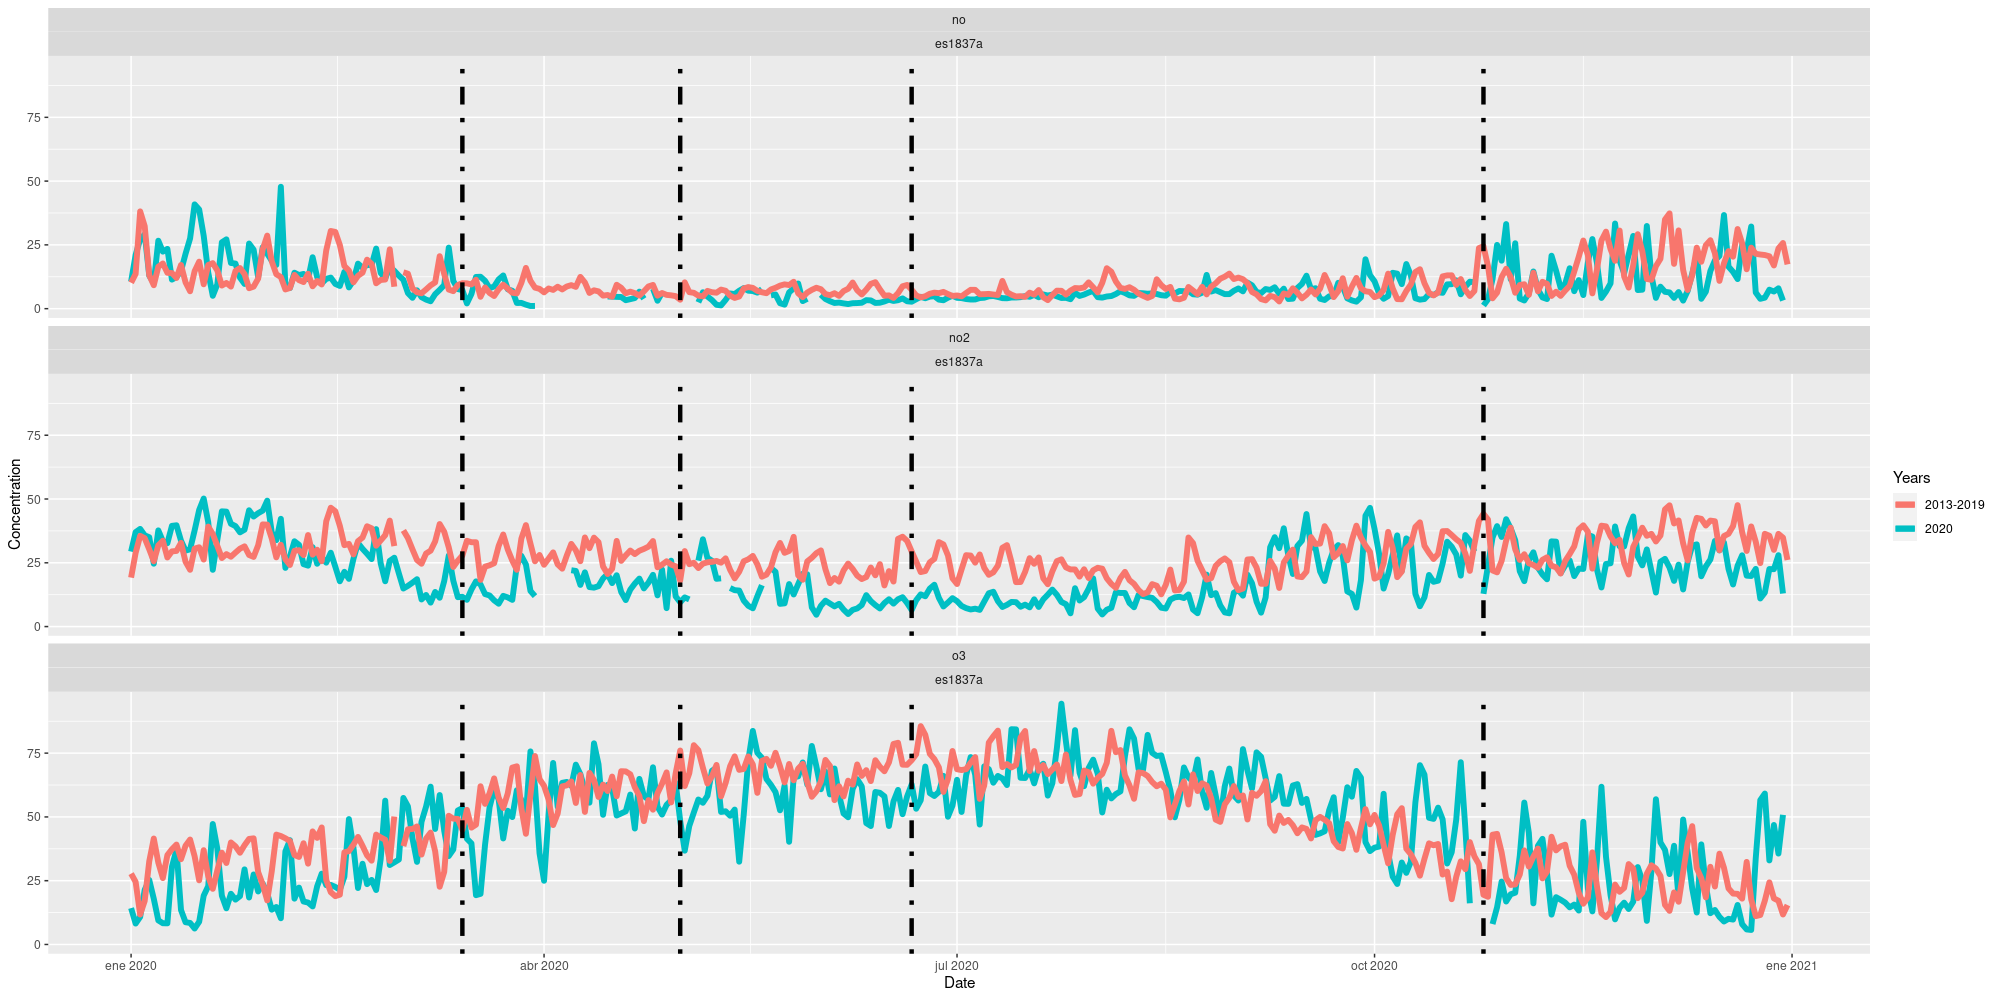 no
es1837a
75
50
25
0
no2
es1837a
75
50
25
0
o3
es1837a
75
50
25
0
ene 2020
abr 2020
jul 2020
oct 2020
ene 2021
Date
Concentration
Years
2013-2019
2020